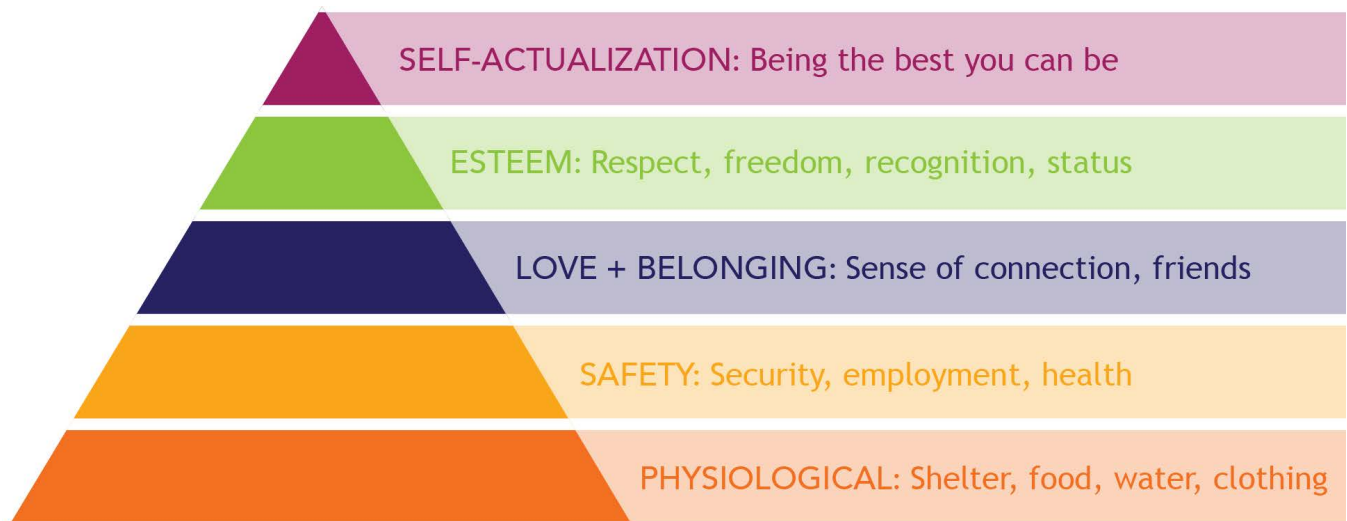 SELF-ACTUALIZATION: Being the best you can be
ESTEEM: Respect, freedom, recognition, status
LOVE + BELONGING: Sense of connection, friends
SAFETY: Security, employment, health
PHYSIOLOGICAL: Shelter, food, water, clothing